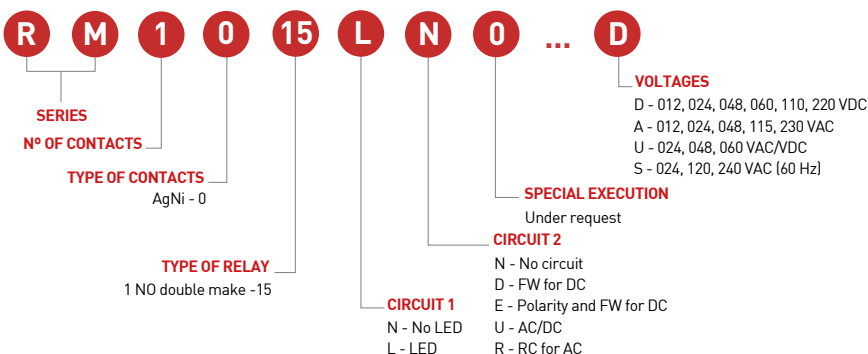 R M 1 0 15 L N 0 ... D
SERIES
Nº OF CONTACTS
TYPE OF CONTACTS
AgNi - 0
TYPE OF RELAY
1 NO double make -15
CIRCUIT 1
N - No LED
L - LED
CIRCUIT 2
N - No circuit
D - FW for DC
E - Polarity and FW for DC
U - AC/DC
R - RC for AC
SPECIAL EXECUTION
Under request
VOLTAGES
D - 012, 024, 048, 060, 110, 220 VDC
A - 012, 024, 048, 115, 230 VAC
U - 024, 048, 060 VAC/VDC
S - 024, 120, 240 VAC (60 Hz)